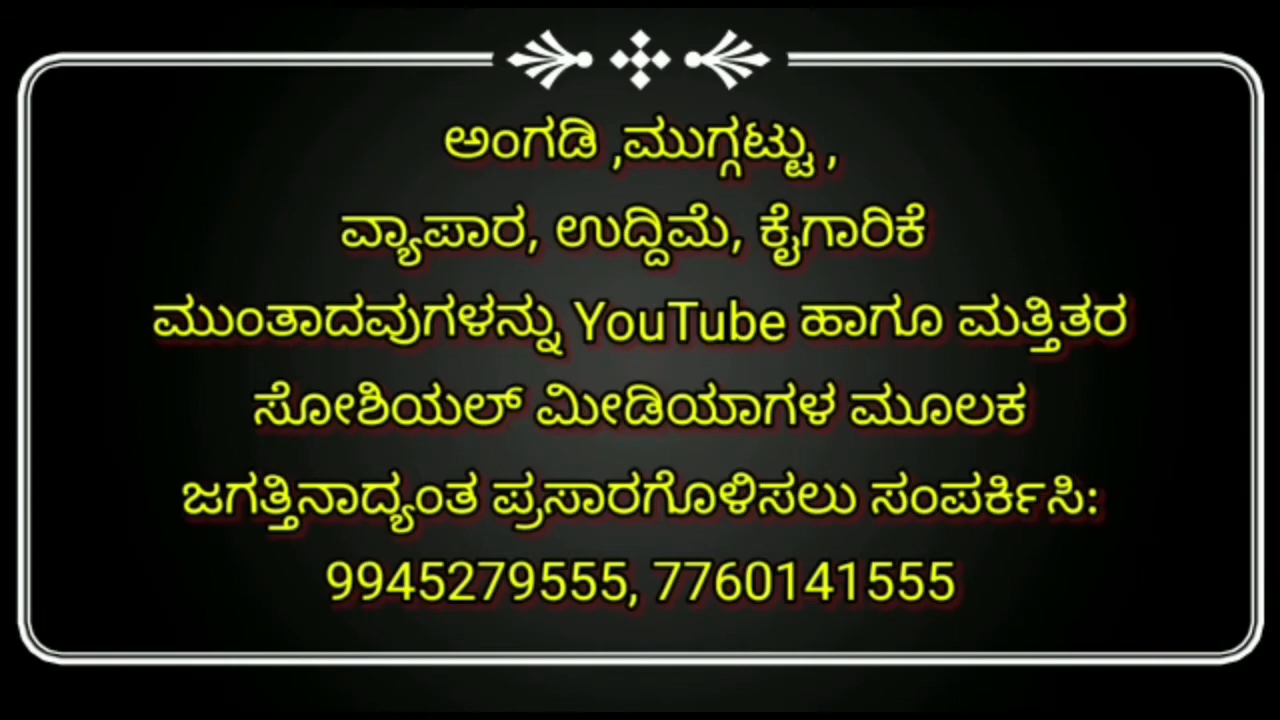 ಅಂಗಡಿ ,ಮುಗ್ಗಟ್ಟು ,
ವ್ಯಾಪಾರ, ಉದ್ದಿಮೆ, ಕೈಗಾರಿಕೆ
ಮುಂತಾದವುಗಳನ್ನು YouTube ಹಾಗೂ ಮತ್ತಿತರ
ಸೋಶಿಯಲ್ ಮೀಡಿಯಾಗಳ ಮೂಲಕ
ಜಗತ್ತಿನಾದ್ಯಂತ ಪ್ರಸಾರಗೊಳಿಸಲು ಸಂಪರ್ಕಿಸಿ:
9945279555, 7760141555